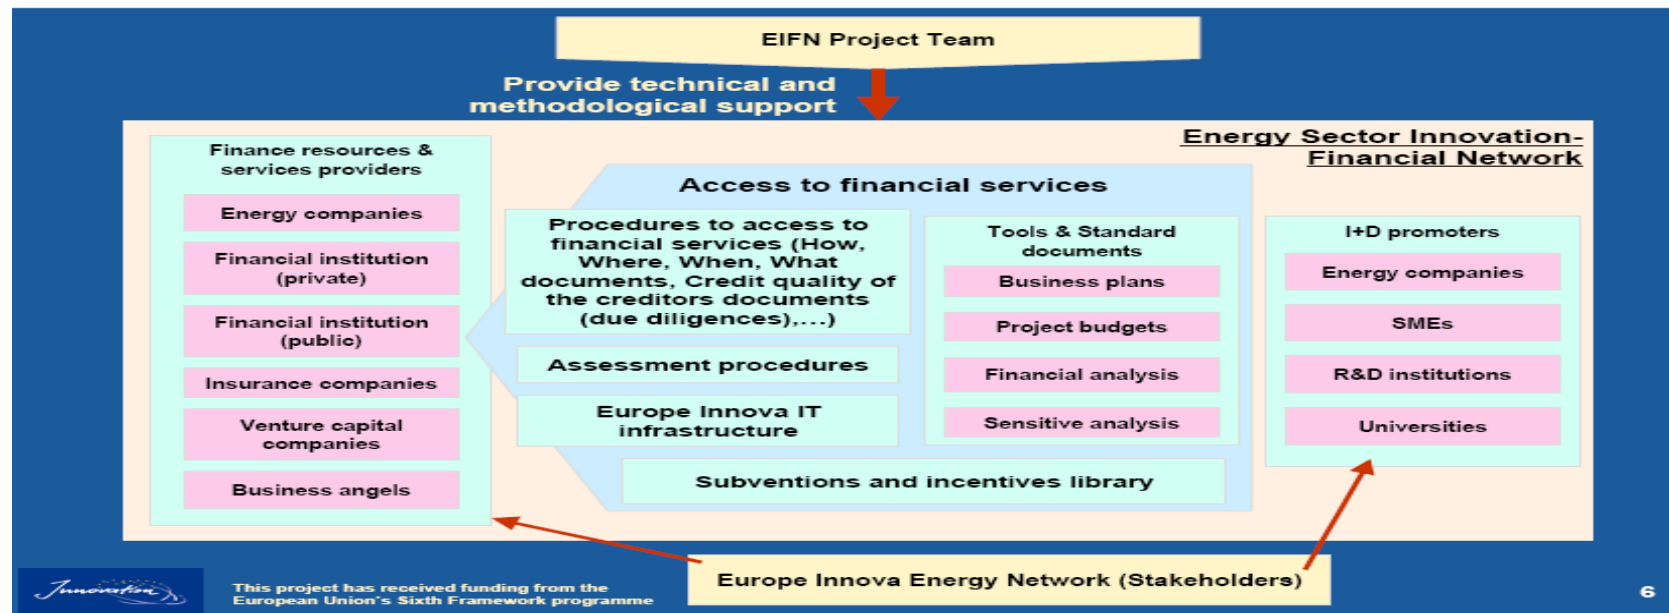 EIFN Project Team
Provide technical and
methodological support
Energy Sector Innovation-
Financial Network
Finance resources &
services providers
Energy companies
Financial institution
(private)
Financial institution
(public)
Insurance companies
Venture capital
companies
Business angels
Access to financial services
Procedures to access to
financial services (How,
Where, When, What
documents, Credit quality of
the creditors documents
(due diligences),...)
Assessment procedures
Europe Innova IT
infrastructure
Tools & Standard
documents
Business plans
Project budgets
Financial analysis
Sensitive analysis
Subventions and incentives library
I+D promoters
Energy companies
SMEs
R&D institutions
Universities
Europe Innova Energy Network (Stakeholders)
Innovation
This project has received funding from the
European Union's Sixth Framework programme
6